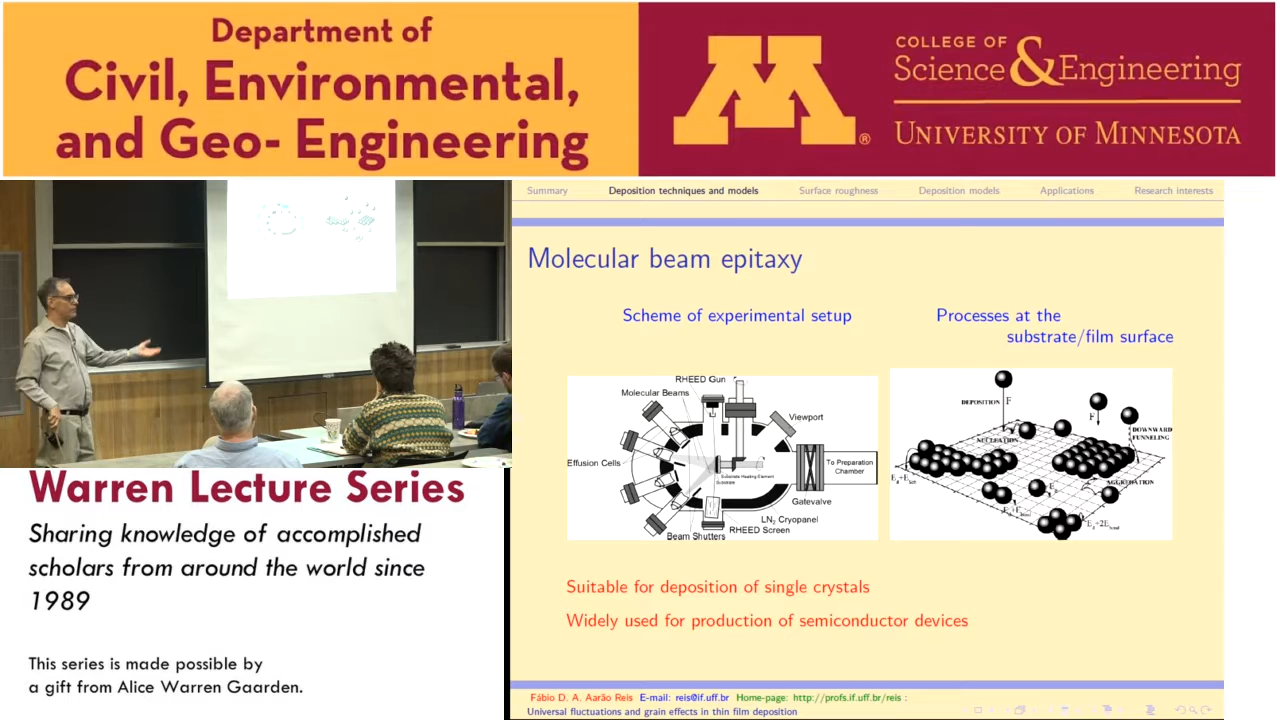 Department of
Civil, Environmental,
and Geo- Engineering
COLLEGE OF
Science & Engineering
UNIVERSITY OF MINNESOTA
®
Summary Deposition techniques and models Surface roughness Deposition models Applications Research interests
Molecular beam epitaxy
Scheme of experimental setup
Processes at the
substrate/film surface
RHEED Gun
Molecular Beams
Viewport
Effusion Cells
To Preparation
Chamber
Substrate Heating Element
Substrate
Gatevalve
LN2 Cryopanel
RHEED Screen
Beam Shutters
DEPOSITION
F
F
NUCLEATION
DOWNWARD
FUNNELING
AGGREGATION
Suitable for deposition of single crystals
Widely used for production of semiconductor devices
Fábio D. A. Aarão Reis E-mail: reis@if.uff.br Home-page: http://profs.if.uff.br/reis :
Universal fluctuations and grain effects in thin film deposition
Warren Lecture Series
Sharing knowledge of accomplished
scholars from around the world since
1989
This series is made possible by
a gift from Alice Warren Gaarden.